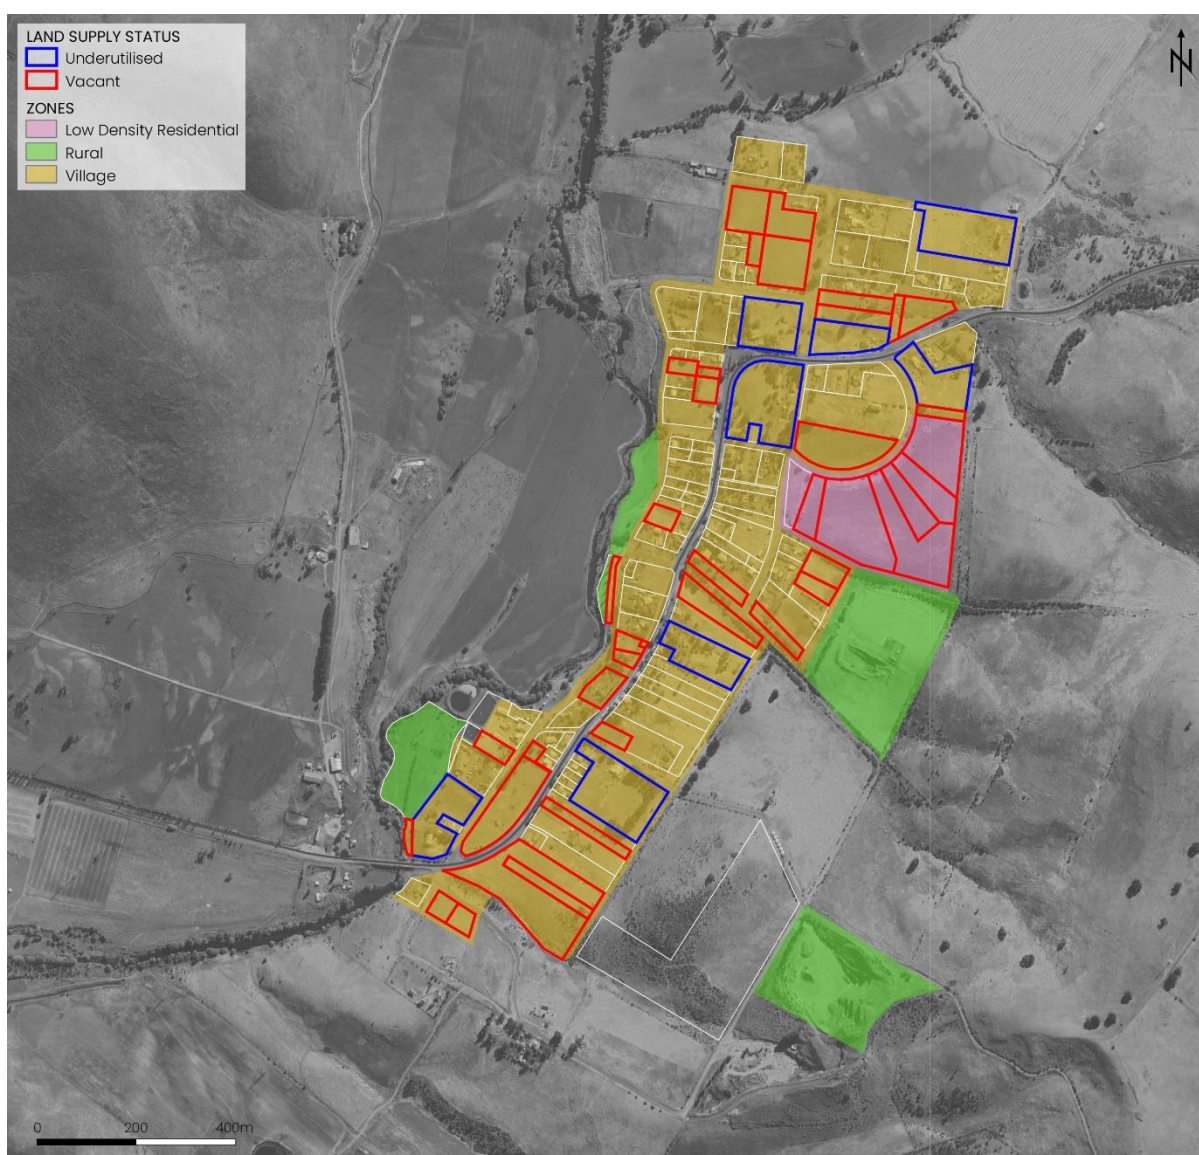 LAND SUPPLY STATUS
Underutilised
Vacant
ZONES
Low Density Residential
Rural
Village
N
0 200 400m